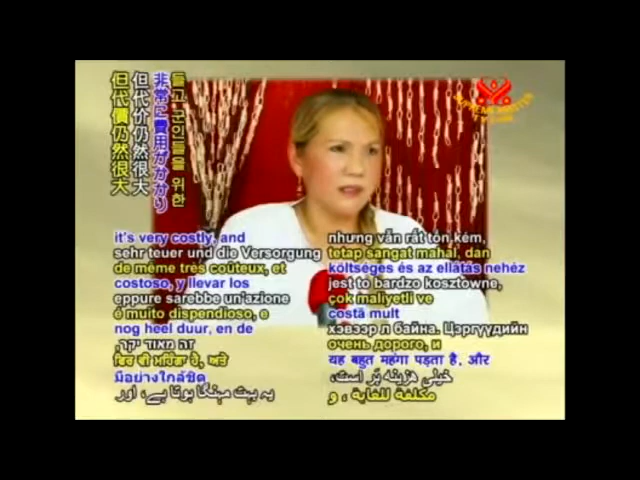 但代價仍然很大
但代价仍然很大
非常に費用がかかり
들고 군인들을 위한
SUPREME MASTER
it's very costly, and
sehr teuer und die Versorgung
de même très coûteux, et
costoso, y llevar los
eppure sarebbe un'azione
é muito dispendioso, e
nog heel duur, en de
זה מאוד יקר.
ਫਿਰ ਵੀ ਮਹਿੰਗਾ ਹੈ, ਅਤੇ
มีอย่างใกล้ชิด
یہ بہت مہنگا ہوتا ہے، اور
nhưng vẫn rất tốn kém,
tetap sangat mahal, dan
költséges és az ellátás nehéz
jest to bardzo kosztowne,
çok maliyetli ve
costă mult
хэвээр л байна. Цэргүүдийн
очень дорого, и
यह बहुत महंगा पड़ता है, और
خیلی هزینه بَر است،
مكلفة للغاية ، و